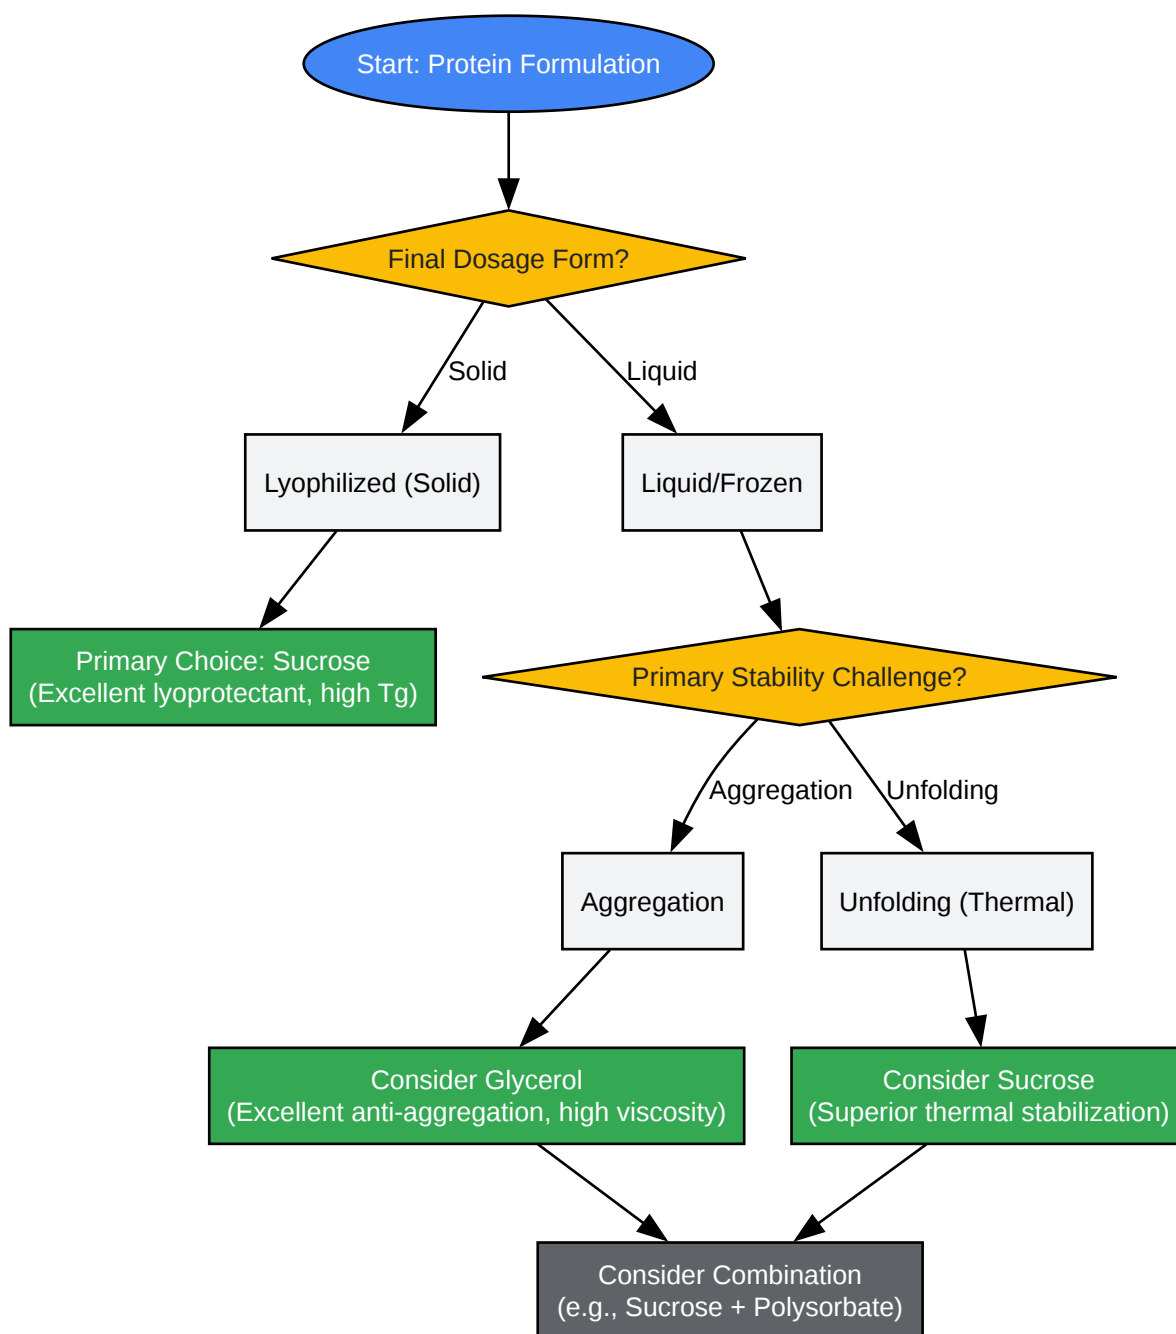 Start: Protein Formulation
Final Dosage Form?
Solid
Liquid
Lyophilized (Solid)
Liquid/Frozen
Primary Choice: Sucrose
(Excellent lyoprotectant, high Tg)
Primary Stability Challenge?
Aggregation
Unfolding
Aggregation
Unfolding (Thermal)
Consider Glycerol
(Excellent anti-aggregation, high viscosity)
Consider Sucrose
(Superior thermal stabilization)
Consider Combination
(e.g., Sucrose + Polysorbate)